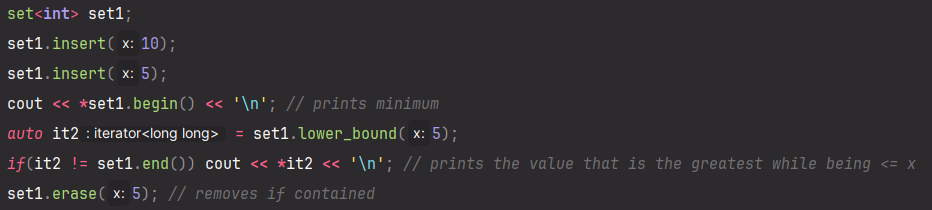 set<int> set1;
set1.insert( x: 10);
set1.insert( x: 5);
cout << *set1.begin() << '\n'; // prints minimum
auto it2 : iterator<long long> = set1.lower_bound( x: 5);
if(it2 != set1.end()) cout << *it2 << '\n'; // prints the value that is the greatest while being <= x
set1.erase( x: 5); // removes if contained